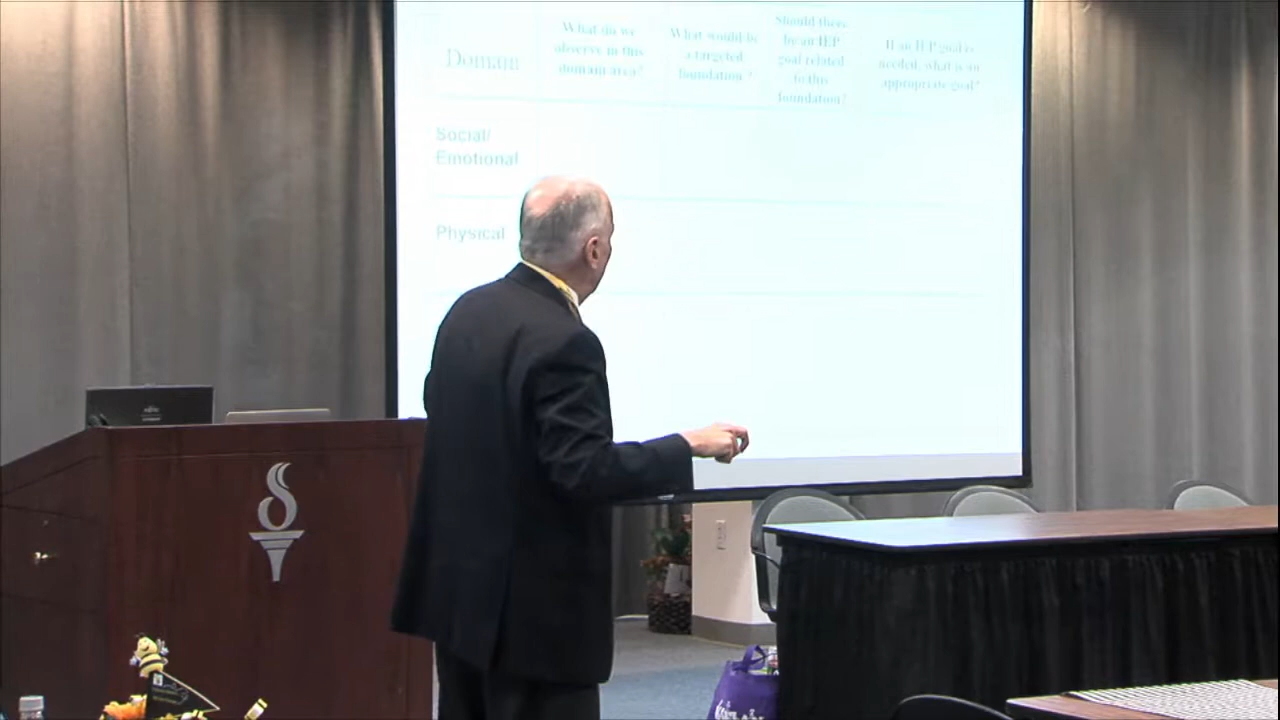 Domain
What do we
observe in this
domain area?
What would be
a targeted
foundation ?
Should there
be an IEP
goal related
to this
foundation?
If an IEP goal is
needed, what is an
appropriate goal?
Social/
Emotional
Physical